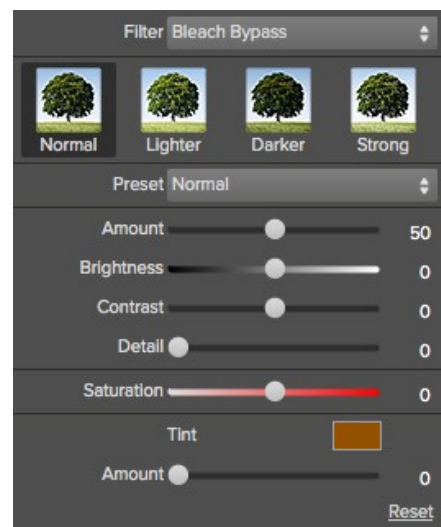 Filter Bleach Bypass
Normal Lighter Darker Strong
Preset Normal
Amount 50
Brightness 0
Contrast 0
Detail 0
Saturation 0
Tint
Amount 0
Reset